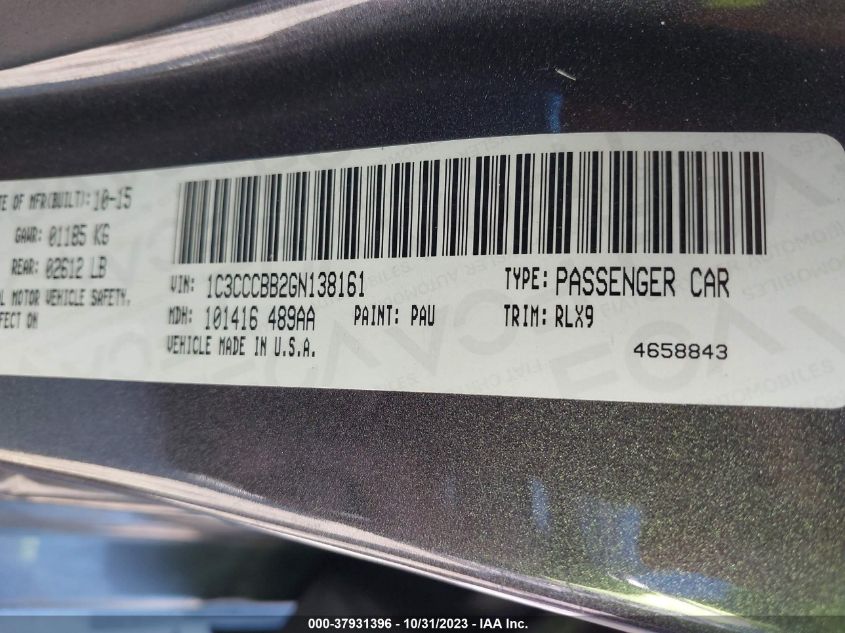 TE OF MFR(BUILT): 10-15
GAWR: 01185 KG
REAR: 02612 LB
L MOTOR VEHICLE SAFETY,
FFECT ON
VIN: 1C3CCCBB2GN138161
TYPE: PASSENGER CAR
MDH: 101416 489AA PAINT: PAU
TRIM: RLX9
VEHICLE MADE IN U.S.A.
4658843
000-37931396 - 10/31/2023 - IAA Inc.